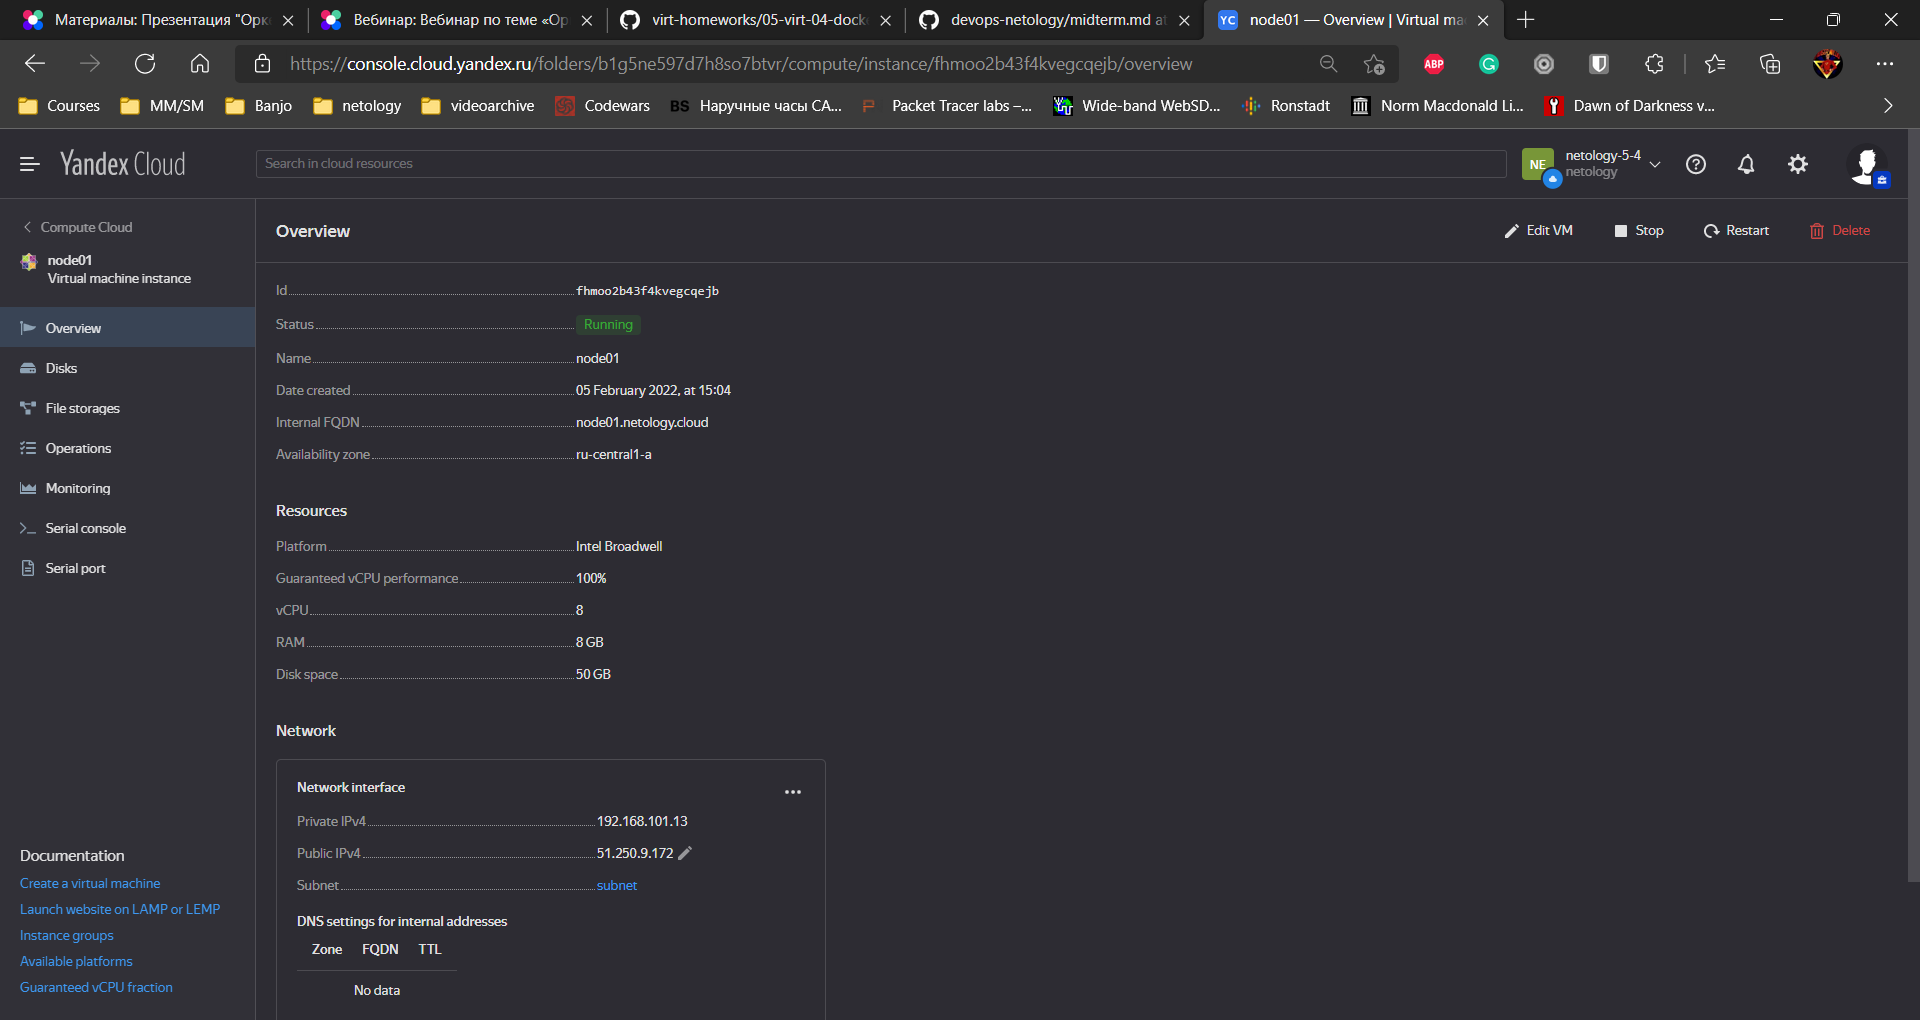 Материалы: Презентация "Орк
Вебинар: Вебинар по теме «Ор
virt-homeworks/05-virt-04-dock
devops-netology/midterm.md at
YC node01 — Overview | Virtual ma
https://console.cloud.yandex.ru/folders/b1g5ne597d7h8so7btvr/compute/instance/fhmoo2b43f4kvegcqejb/overview
ABP
Courses MM/SM Banjo netology videoarchive Codewars BS Наручные часы CA... Packet Tracer labs –... Wide-band WebSD... Ronstadt Norm Macdonald Li... Dawn of Darkness v...
Yandex Cloud
Search in cloud resources
NE
netology-5-4
netology
Compute Cloud
node01
Virtual machine instance
Overview
Disks
File storages
Operations
Monitoring
Serial console
Serial port
Documentation
Create a virtual machine
Launch website on LAMP or LEMP
Instance groups
Available platforms
Guaranteed vCPU fraction
Overview
Edit VM Stop Restart Delete
Id fhmoo2b43f4kvegcqejb
Status Running
Name node01
Date created 05 February 2022, at 15:04
Internal FQDN node01.netology.cloud
Availability zone ru-central1-a
Resources
Platform Intel Broadwell
Guaranteed vCPU performance 100%
vCPU 8
RAM 8 GB
Disk space 50 GB
Network
Network interface
Private IPv4 192.168.101.13
Public IPv4 51.250.9.172
Subnet subnet
DNS settings for internal addresses
Zone FQDN TTL
No data